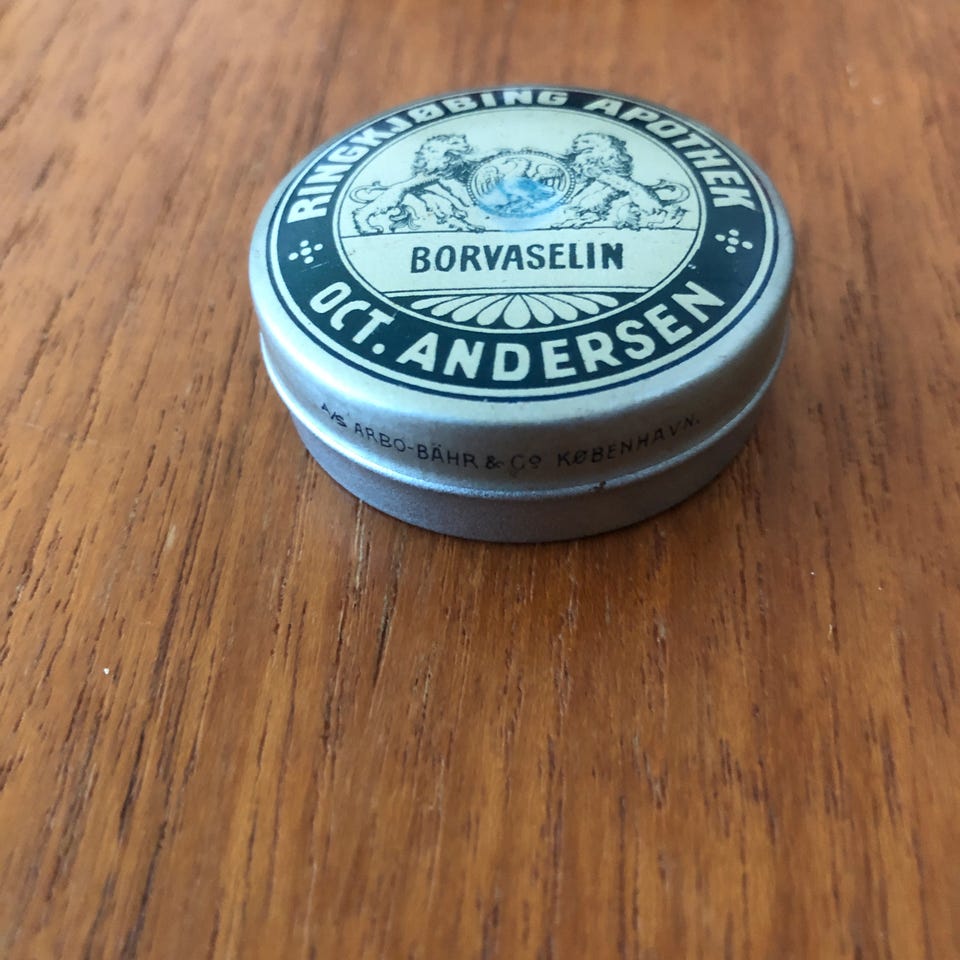 RINGKJØBING APOTHEK
BORVASELIN
OCT. ANDERSEN
A/S ARBO-BÄHR & Co KØBENHAVN.